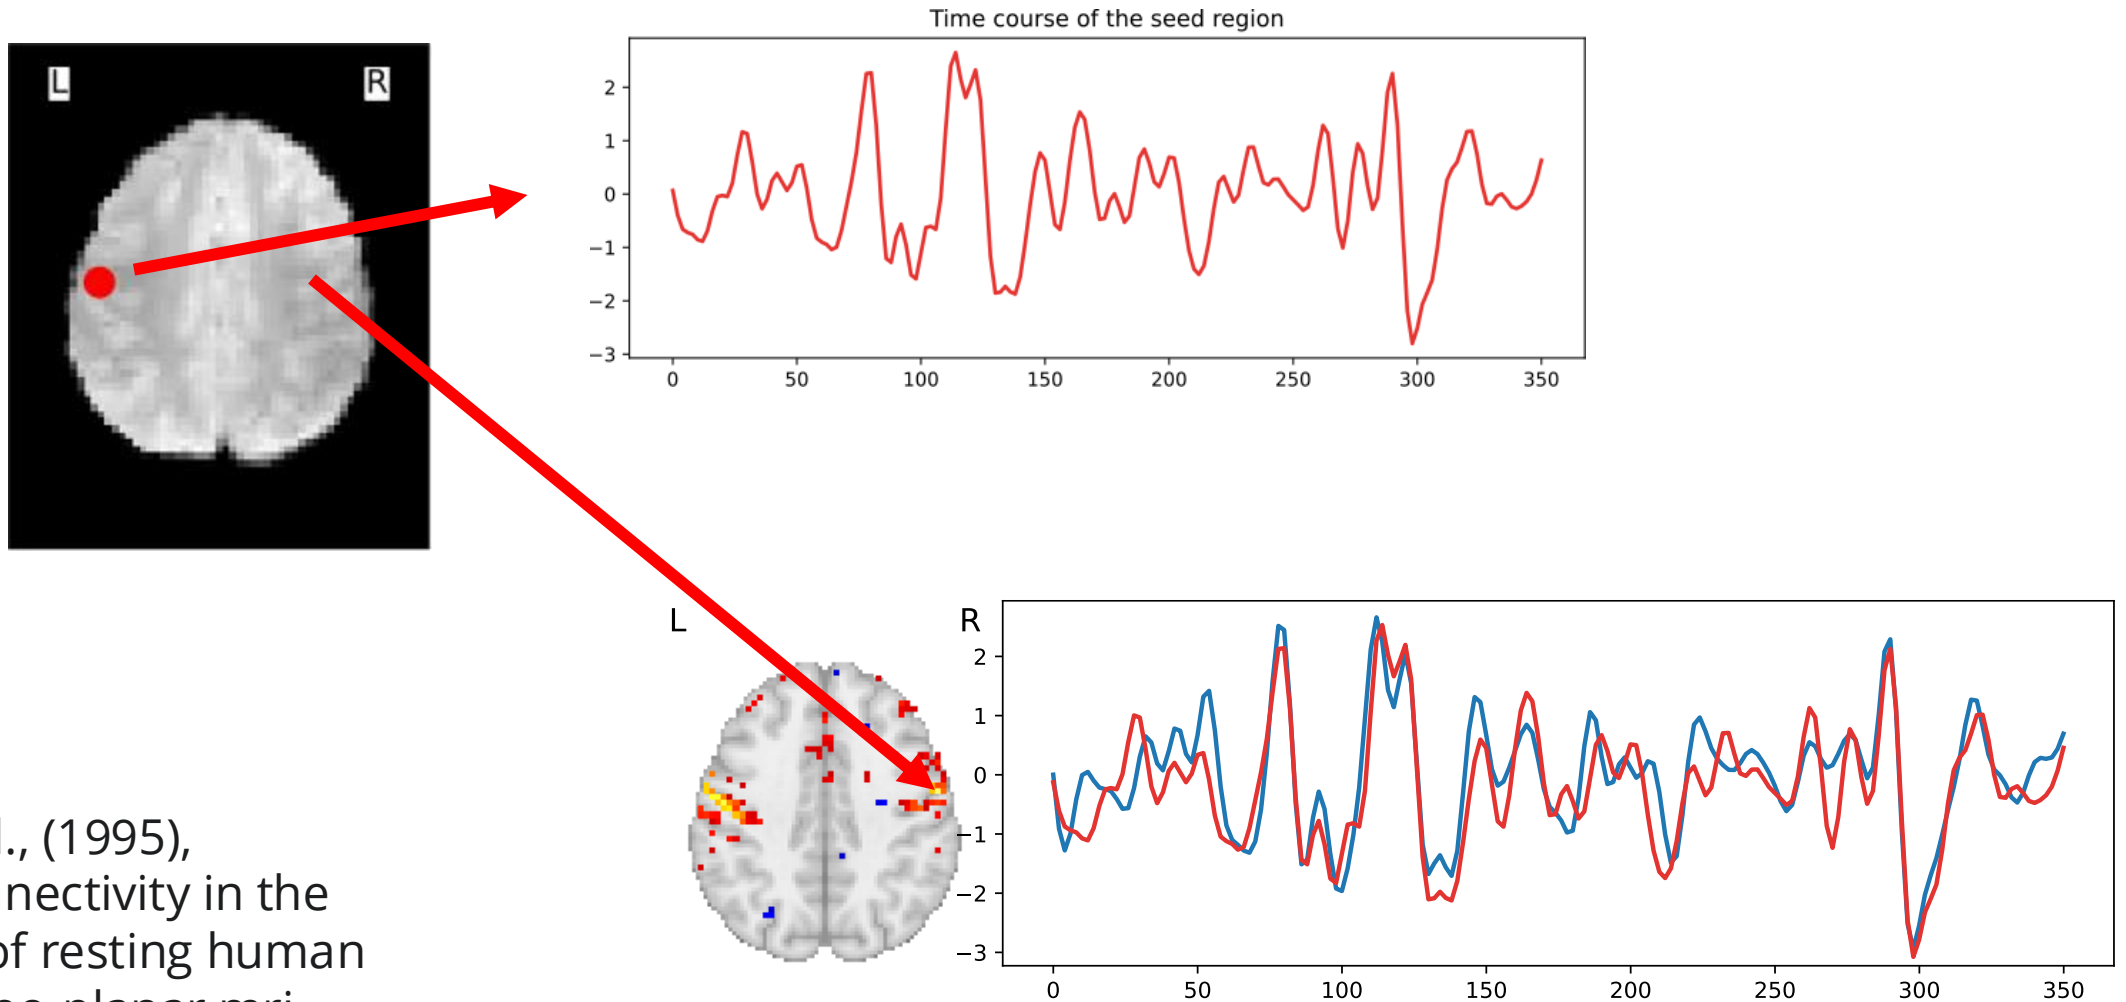 Time course of the seed region
L R
2
1
0
−1
−2
−3
0 50 100 150 200 250 300 350
L R
2
1
0
−1
−2
−3
0 50 100 150 200 250 300 350
l., (1995),
nectivity in the
of resting human